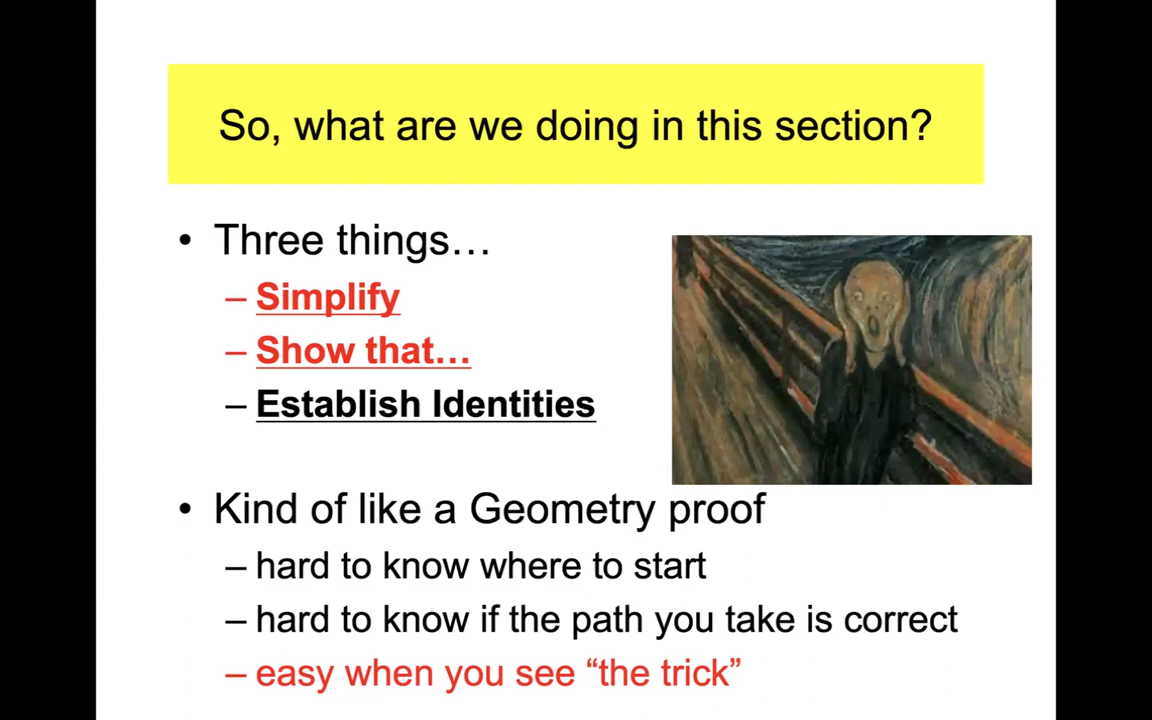 So, what are we doing in this section?
• Three things…
– Simplify
– Show that…
– Establish Identities
• Kind of like a Geometry proof
– hard to know where to start
– hard to know if the path you take is correct
– easy when you see “the trick”